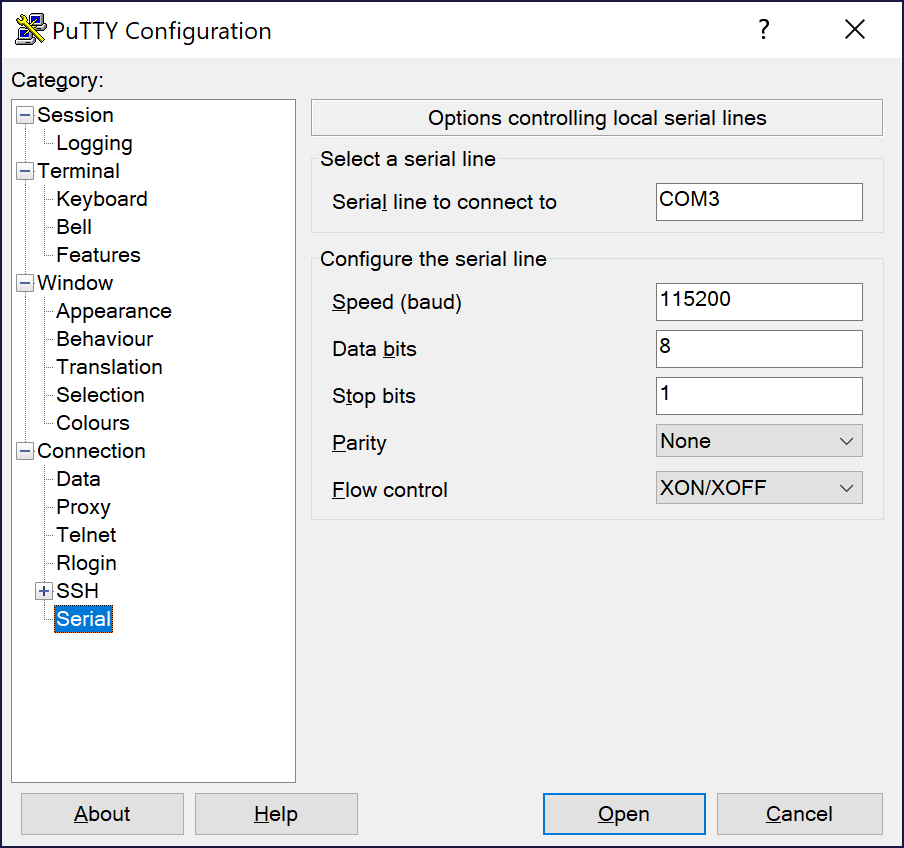 PuTTY Configuration
?
Category:
Session
Logging
Terminal
Keyboard
Bell
Features
Window
Appearance
Behaviour
Translation
Selection
Colours
Connection
Data
Proxy
Telnet
Rlogin
SSH
Serial
Options controlling local serial lines
Select a serial line
Serial line to connect to COM3
Configure the serial line
Speed (baud) 115200
Data bits 8
Stop bits 1
Parity None
Flow control XON/XOFF
About Help Open Cancel